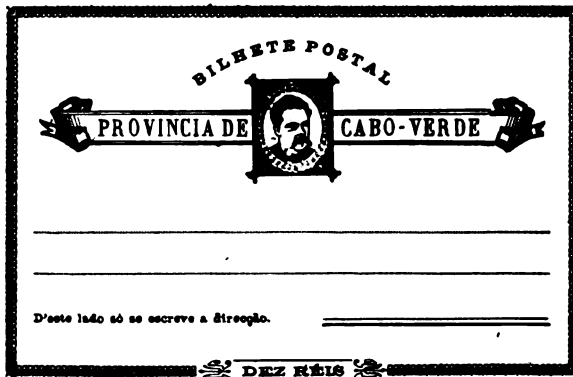 BILHETE POSTAL
PROVINCIA DE CABO-VERDE
D'este lado só se escreve a direcção.
DEZ RÉIS